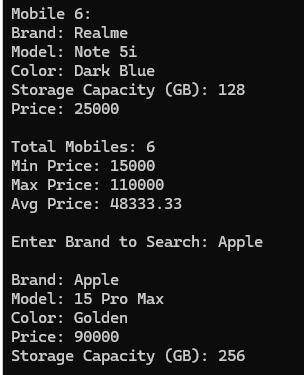 Mobile 6:
Brand: Realme
Model: Note 5i
Color: Dark Blue
Storage Capacity (GB): 128
Price: 25000
Total Mobiles: 6
Min Price: 15000
Max Price: 110000
Avg Price: 48333.33
Enter Brand to Search: Apple
Brand: Apple
Model: 15 Pro Max
Color: Golden
Price: 90000
Storage Capacity (GB): 256